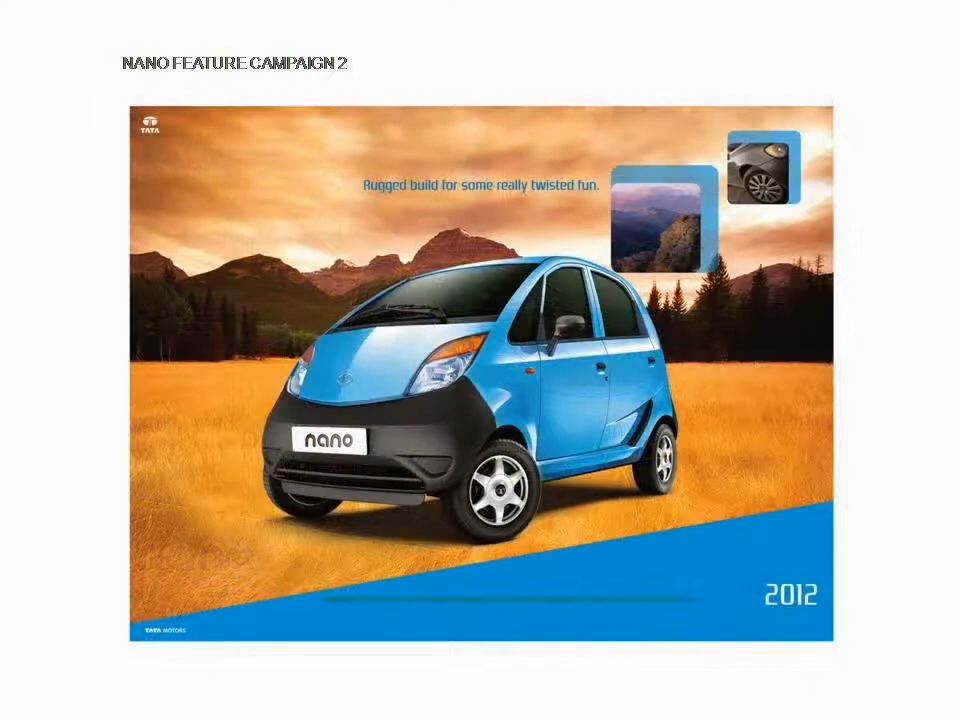 NANO FEATURE CAMPAIGN 2
TATA
Rugged build for some really twisted fun.
nano
2012
TATA MOTORS